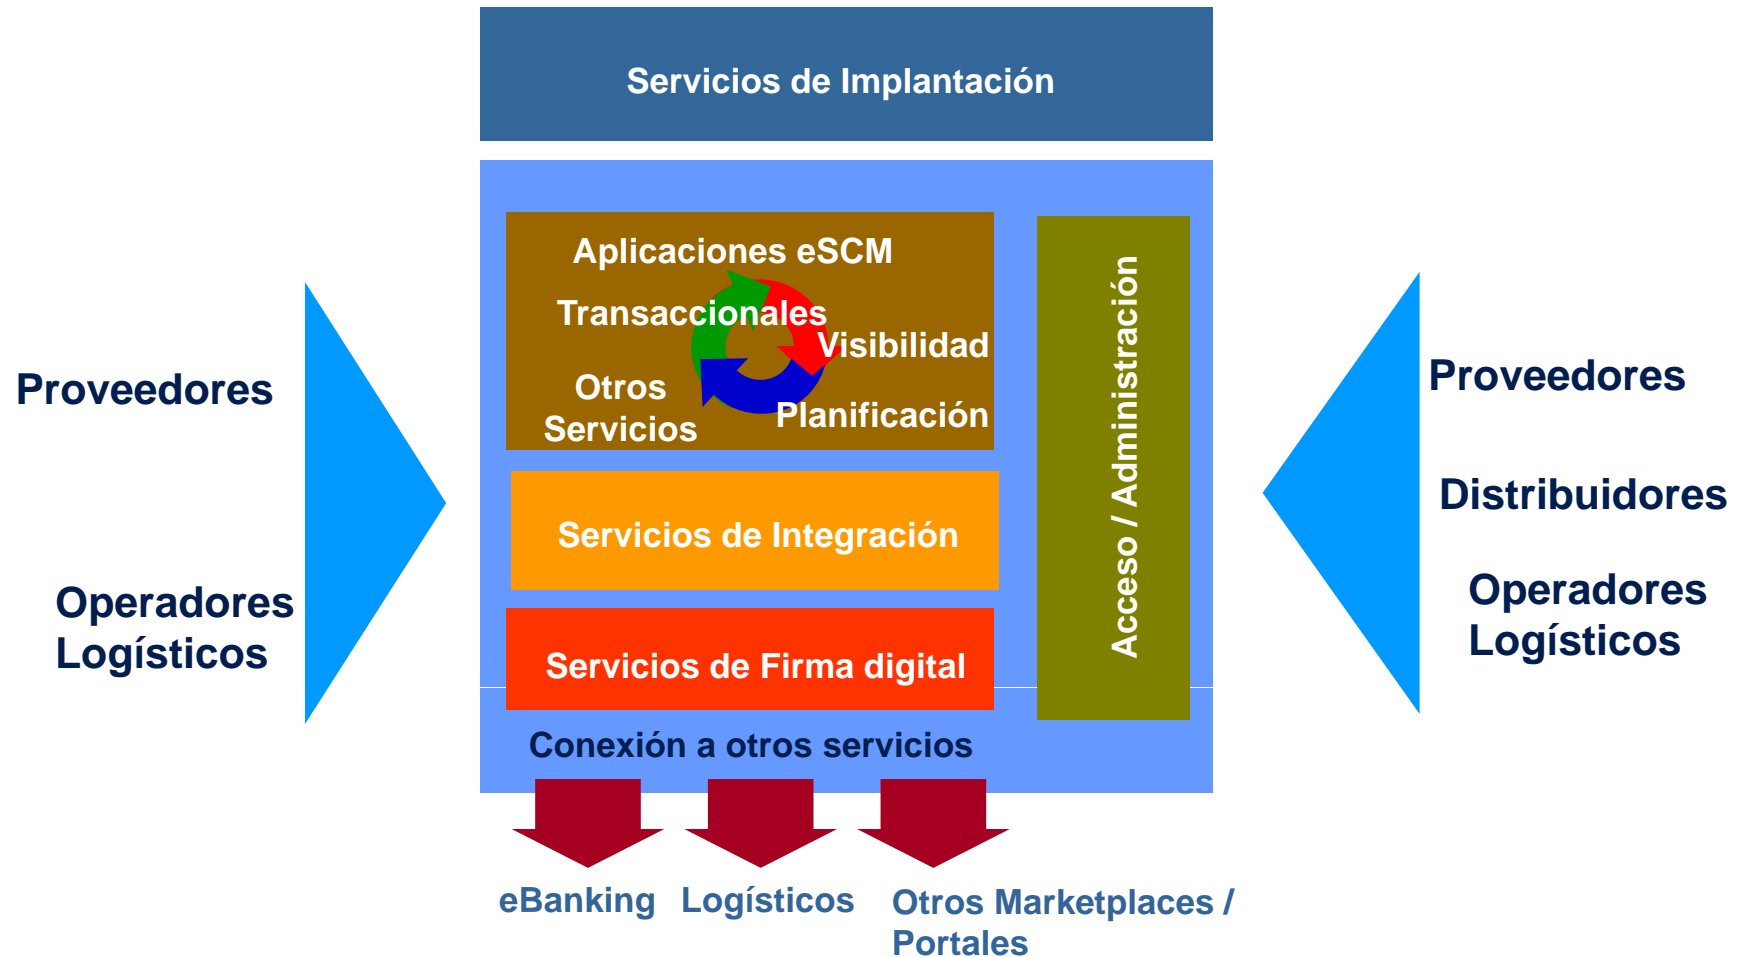 Servicios de Implantación
Aplicaciones eSCM
Transaccionales
Visibilidad
Otros
Servicios
Planificación
Servicios de Integración
Servicios de Firma digital
Acceso / Administración
Conexión a otros servicios
Proveedores
Operadores
Logísticos
Proveedores
Distribuidores
Operadores
Logísticos
eBanking
Logísticos
Otros Marketplaces /
Portales